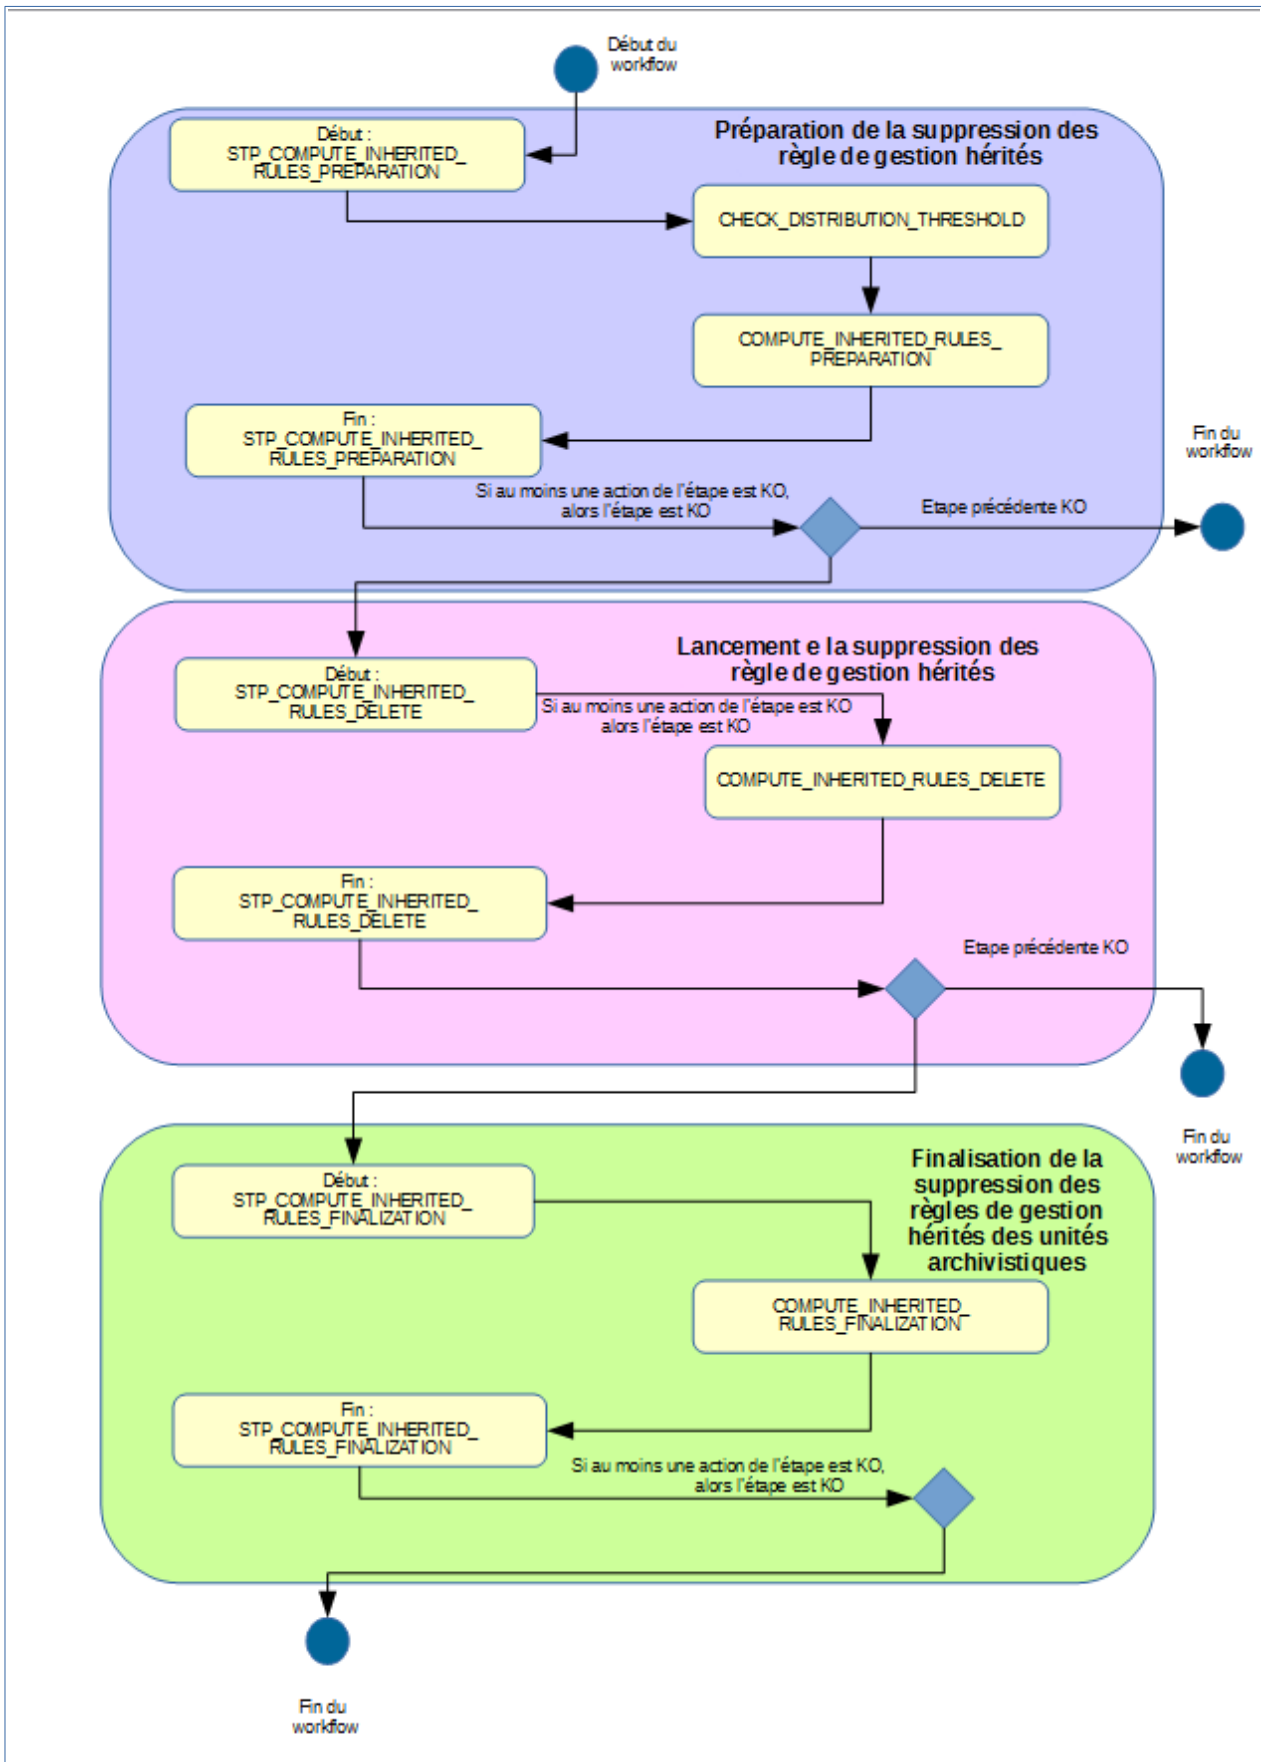 Début du
workflow
Préparation de la suppression des
règle de gestion hérités
Début :
STP_COMPUTE_INHERITED_
RULES_PREPARATION
CHECK_DISTRIBUTION_THRESHOLD
COMPUTE_INHERITED_RULES_
PREPARATION
Fin :
STP_COMPUTE_INHERITED_
RULES_PREPARATION
Si au moins une action de l'étape est KO,
alors l'étape est KO
Etape précédente KO
Fin du
workflow
Lancement e la suppression des
règle de gestion hérités
Début :
STP_COMPUTE_INHERITED_
RULES_DELETE
Si au moins une action de l'étape est KO
alors l'étape est KO
COMPUTE_INHERITED_RULES_DELETE
Fin :
STP_COMPUTE_INHERITED_
RULES_DELETE
Etape précédente KO
Fin du
workflow
Finalisation de la
suppression des
règles de gestion
hérités des unités
archivistiques
Début :
STP_COMPUTE_INHERITED_
RULES_FINALIZATION
COMPUTE_INHERITED_
RULES_FINALIZATION
Fin :
STP_COMPUTE_INHERITED_
RULES_FINALIZATION
Si au moins une action de l'étape est KO,
alors l'étape est KO
Fin du
workflow